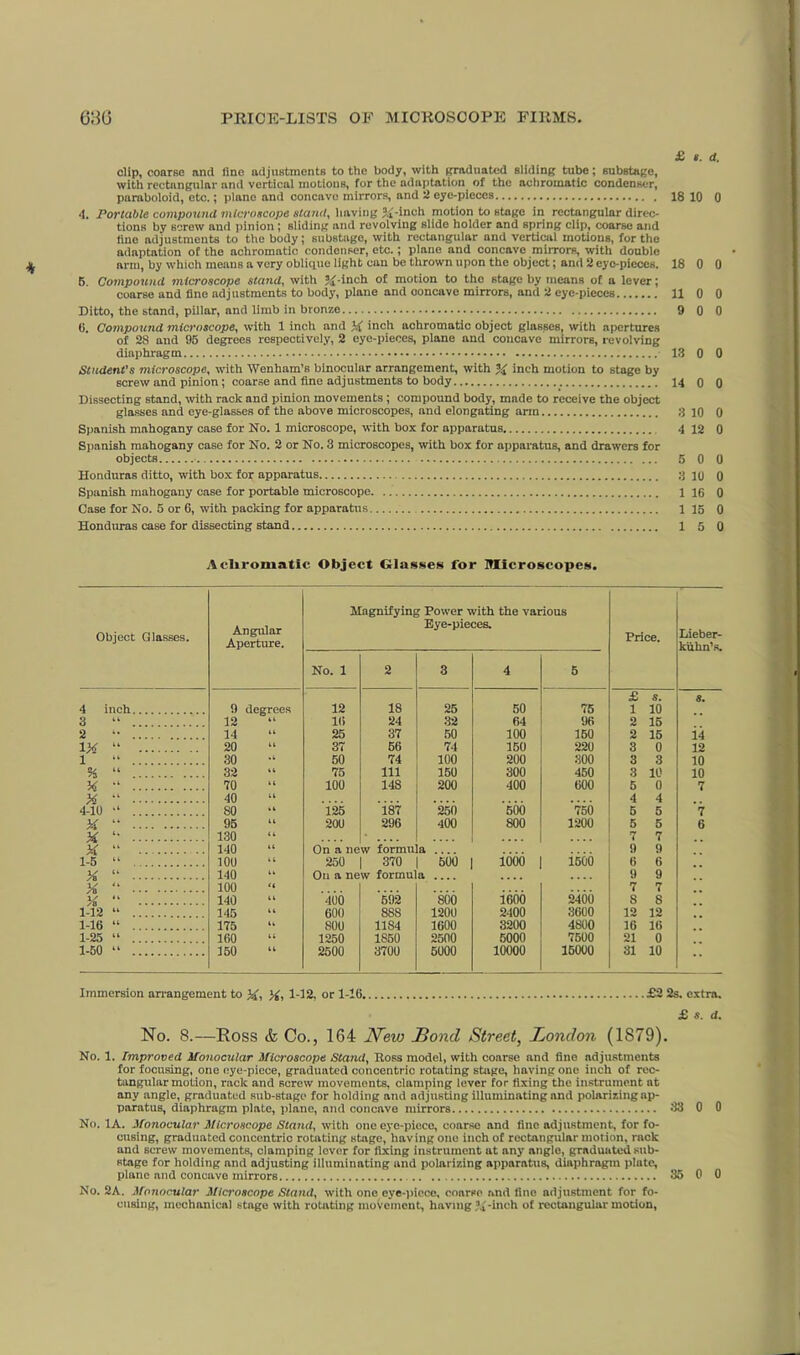 636 PRICE-LISTS OF MICROSCOPE FIRMS.
£ s. d.
clip, coarse and fine adjustments to the body, with graduated sliding tube; substage,
with rectangular and vertical motions, for the adaptation of the achromatic condenser,
paraboloid, etc.; plane and concave mirrors, and 2 eye-pieces 18 10 0
4. Portable compound microscope stand, having ¾-inch motion to stage in rectangular direc-
tions by screw and pinion; sliding and revolving slide holder and spring clip, coarse and
fine adjustments to the body; substage, with rectangular and vertical motions, for the
adaptation of the achromatic condenser, etc.; plane and concave mirrors, with double
arm, by which means a very oblique light can be thrown upon the object; and 2 eye-pieces. 18 0 0
5. Compound microscope stand, with ¾-inch of motion to the stage by means of a lever;
coarse and fine adjustments to body, plane and concave mirrors, and 2 eye-pieces 11 0 0
Ditto, the stand, pillar, and limb in bronze 9 0 0
6. Compound microscope, with 1 inch and ¼ inch achromatic object glasses, with apertures
of 28 and 95 degrees respectively, 2 eye-pieces, plane and concave mirrors, revolving
diaphragm 13 0 0
Student's microscope, with Wenham's binocular arrangement, with ¾ inch motion to stage by
screw and pinion; coarse and fine adjustments to body 14 0 0
Dissecting stand, with rack and pinion movements; compound body, made to receive the object
glasses and eye-glasses of the above microscopes, and elongating arm 3 10 0
Spanish mahogany case for No. 1 microscope, with box for apparatus 4 12 0
Spanish mahogany case for No. 2 or No. 3 microscopes, with box for apparatus, and drawers for
objects 5 0 0
Honduras ditto, with box for apparatus 3 10 0
Spanish mahogany case for portable microscope 1 16 0
Case for No. 5 or 6, with packing for apparatus 1 15 0
Honduras case for dissecting stand 1 5 0
Achromatic Object Glasses for Microscopes.
Object Glasses. Angular Aperture. Magnifying Power with the various Eye-pieces. Price. Lieber-kühn's.
No. 1 2 3 4 5
£ s. s.
4 inch 9 degrees 12 18 25 50 75 1 10
3 " 12 " 16 24 32 64 96 2 15
2 " 14 " 25 37 50 100 150 2 15 14
1½ " 20 " 37 56 74 150 220 3 0 12
1 " 30 " 50 74 100 200 300 3 3 10
⅔ " 32 " 75 111 150 300 450 3 10 10
½ " 70 " 100 148 200 400 600 5 0 7
½ " 40 " 4 4
4-10 " 80 " 125 187 250 500 750 5 5 7
¼ " 95 " 200 296 400 800 1200 5 5 6
¼ " 130 " 7 7
¼ " 140 " On a new formula 9 9
1-5 " 100 " 250 370 500 1000 1500 6 6
⅕ " 140 " On a new formula 9 9
⅛ " 100 " 7 7
⅛ " 140 " 400 592 800 1600 2400 8 8
1-12 " 145 " 600 888 1200 2400 3600 12 12
1-16 " 175 " 800 1184 1600 3200 4800 16 16
1-25 " 160 " 1250 1850 2500 5000 7500 21 0
1-50 " 150 " 2500 3700 5000 10000 15000 31 10
Immersion arrangement to ¼, ⅛, 1-12, or 1-16 £2 2s. extra.
£ s. d.
No. 8.—Ross & Co., 164 New Bond Street, London (1879).
No. 1. Improved Monocular Microscope Stand, Ross model, with coarse and fine adjustments
for focusing, one eye-piece, graduated concentric rotating stage, having one inch of rec-
tangular motion, rack and screw movements, clamping lever for fixing the instrument at
any angle, graduated sub-stage for holding and adjusting illuminating and polarizing ap-
paratus, diaphragm plate, plane, and concave mirrors 33 0 0
No. 1A. Monocular Microscope Stand, with one eye-piece, coarse and fine adjustment, for fo-
cusing, graduated concentric rotating stage, having one inch of rectangular motion, rack
and screw movements, clamping lever for fixing instrument at any angle, graduated sub-
stage for holding and adjusting illuminating and polarizing apparatus, diaphragm plate,
plane and concave mirrors 35 0 0
No. 2A. Monocular Microscope Stand, with one eye-piece, coarse and fine adjustment for fo-
cusing, mechanical stage with rotating movement, having ¾-inch of rectangular motion,